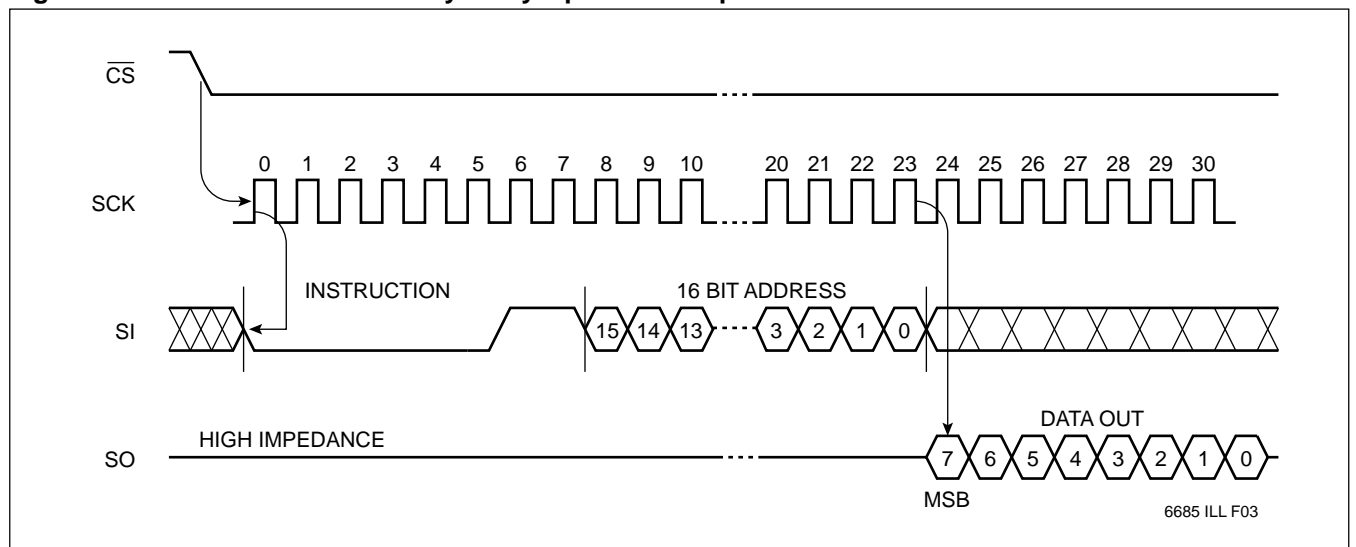 CS
0 1 2 3 4 5 6 7 8 9 10 20 21 22 23 24 25 26 27 28 29 30
SCK
INSTRUCTION 16 BIT ADDRESS
SI 15 14 13 3 2 1 0
HIGH IMPEDANCE DATA OUT
SO 7 6 5 4 3 2 1 0
MSB
6685 ILL F03